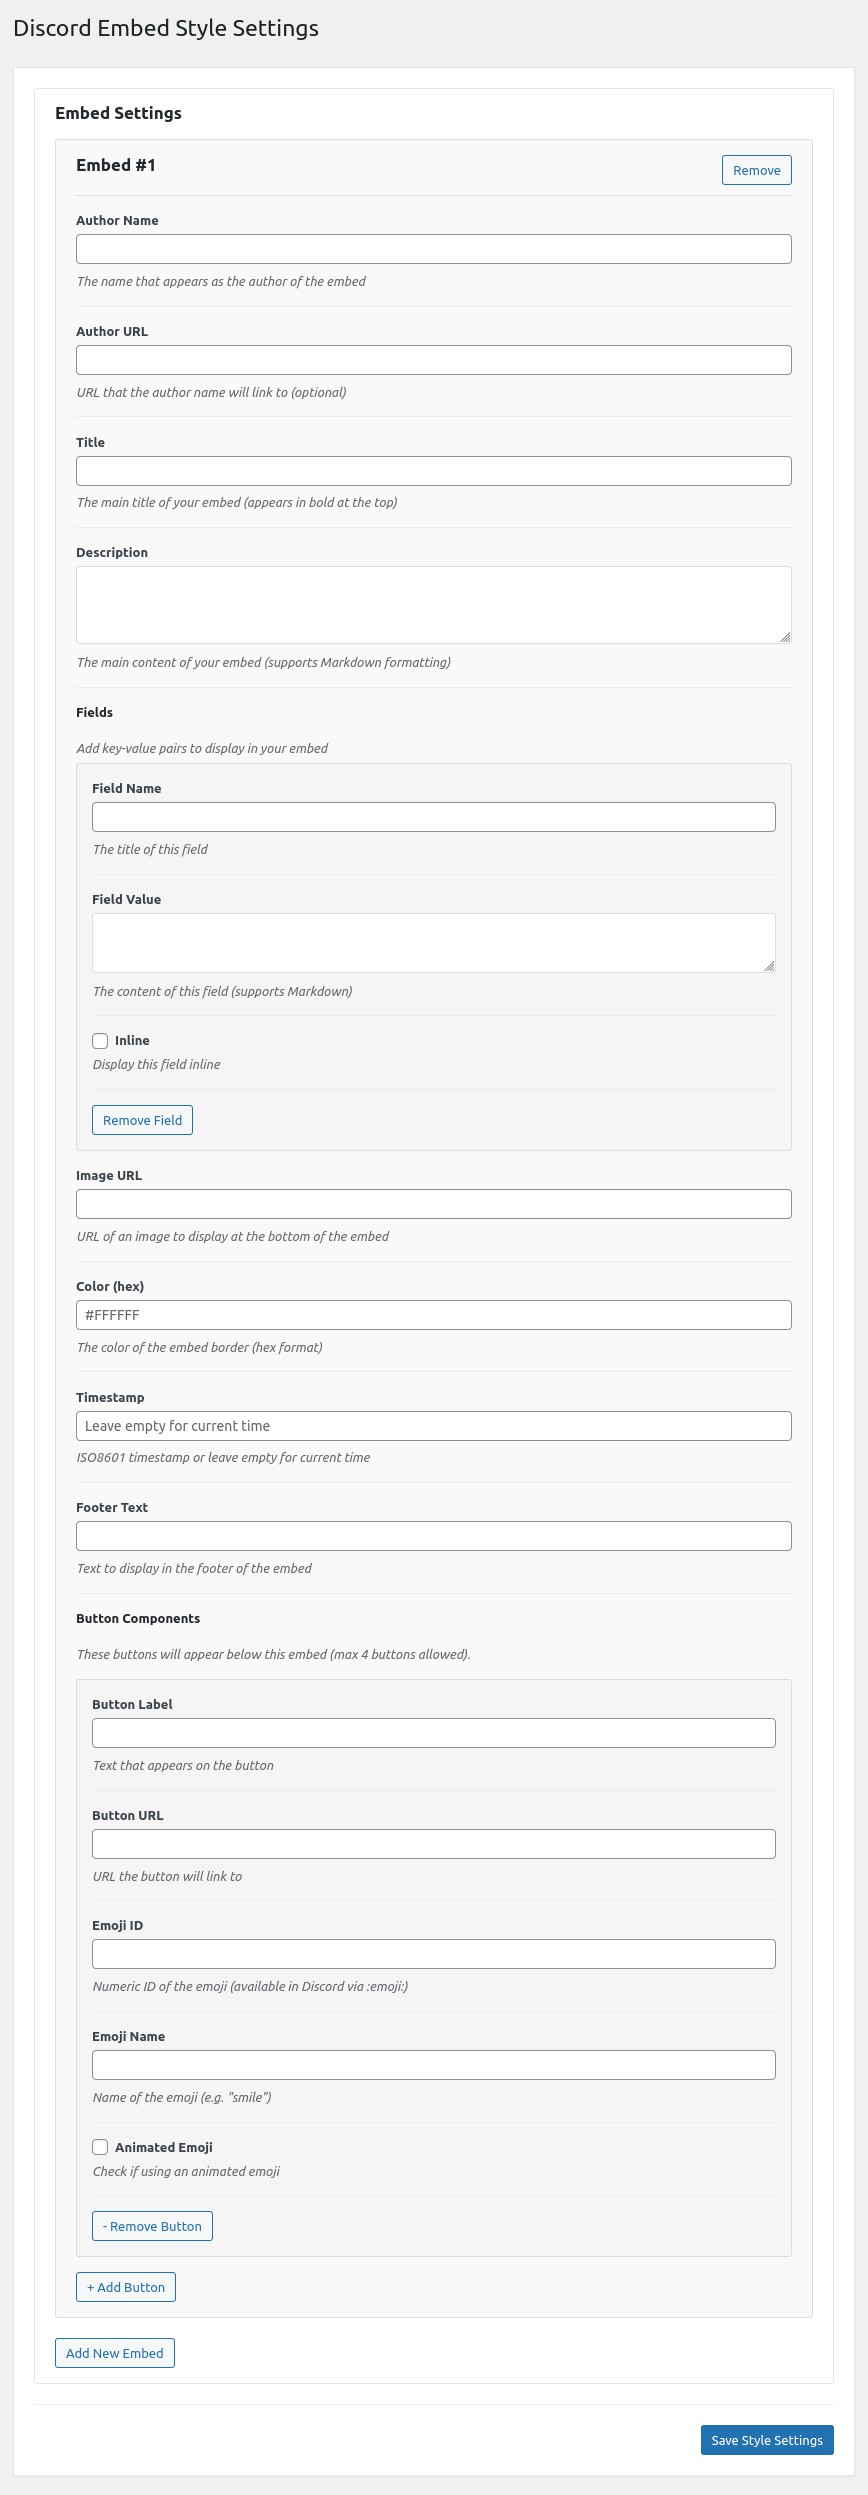 Discord Embed Style Settings
Embed Settings
Embed #1
Remove
Author Name
The name that appears as the author of the embed
Author URL
URL that the author name will link to (optional)
Title
The main title of your embed (appears in bold at the top)
Description
The main content of your embed (supports Markdown formatting)
Fields
Add key-value pairs to display in your embed
Field Name
The title of this field
Field Value
The content of this field (supports Markdown)
Inline
Display this field inline
Remove Field
Image URL
URL of an image to display at the bottom of the embed
Color (hex)
#FFFFFF
The color of the embed border (hex format)
Timestamp
Leave empty for current time
ISO8601 timestamp or leave empty for current time
Footer Text
Text to display in the footer of the embed
Button Components
These buttons will appear below this embed (max 4 buttons allowed).
Button Label
Text that appears on the button
Button URL
URL the button will link to
Emoji ID
Numeric ID of the emoji (available in Discord via :emoji:)
Emoji Name
Name of the emoji (e.g. "smile")
Animated Emoji
Check if using an animated emoji
- Remove Button
+ Add Button
Add New Embed
Save Style Settings